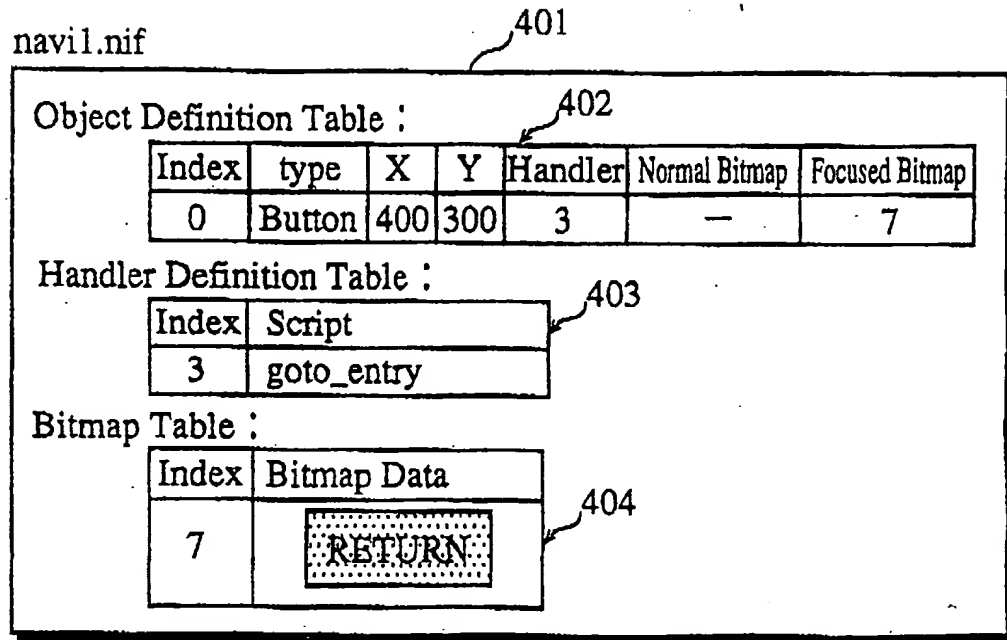 401
navi1.nif
402
Object Definition Table :
Index type X Y Handler Normal Bitmap Focused Bitmap
0 Button 400 300 3 — 7
Handler Definition Table :
403
Index Script
3 goto_entry
Bitmap Table :
Index Bitmap Data
404
7 RETURN